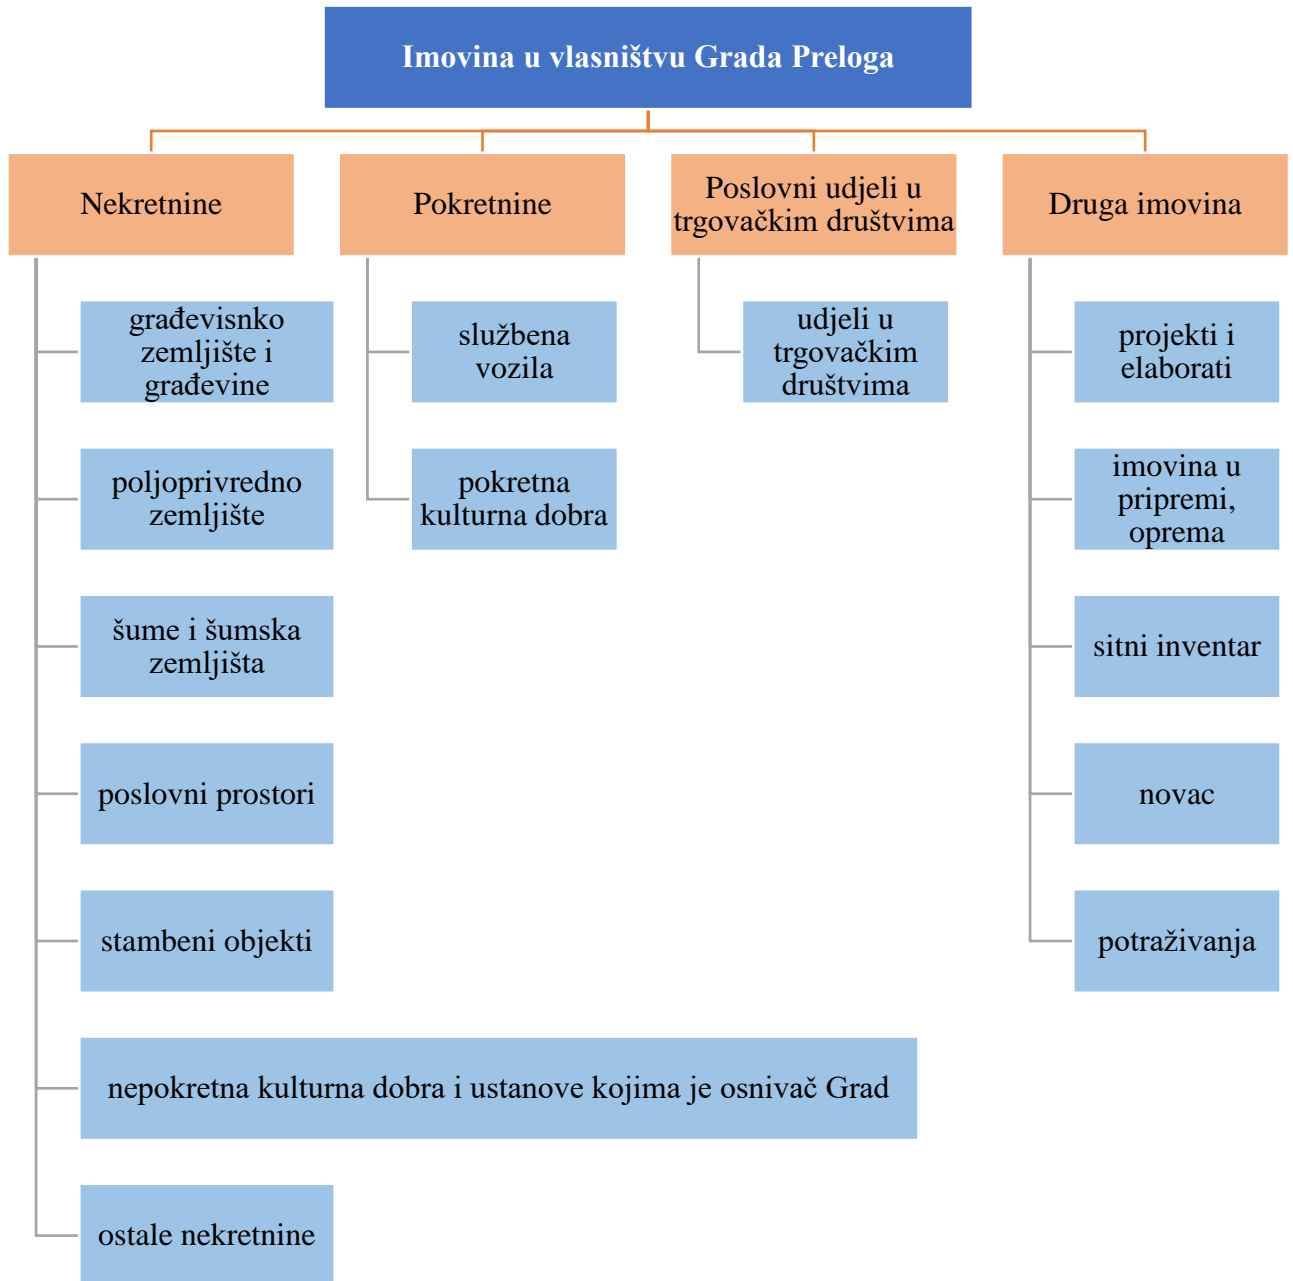 Imovina u vlasništvu Grada Preloga
Nekretnine
građevisnko
zemljište i
građevine
poljoprivredno
zemljište
šume i šumska
zemljišta
poslovni prostori
stambeni objekti
nepokretna kulturna dobra i ustanove kojima je osnivač Grad
ostale nekretnine
Pokretnine
službena
vozila
pokretna
kulturna dobra
Poslovni udjeli u
trgovačkim društvima
udjeli u
trgovačkim
društvima
Druga imovina
projekti i
elaborati
imovina u
pripremi,
oprema
sitni inventar
novac
potraživanja